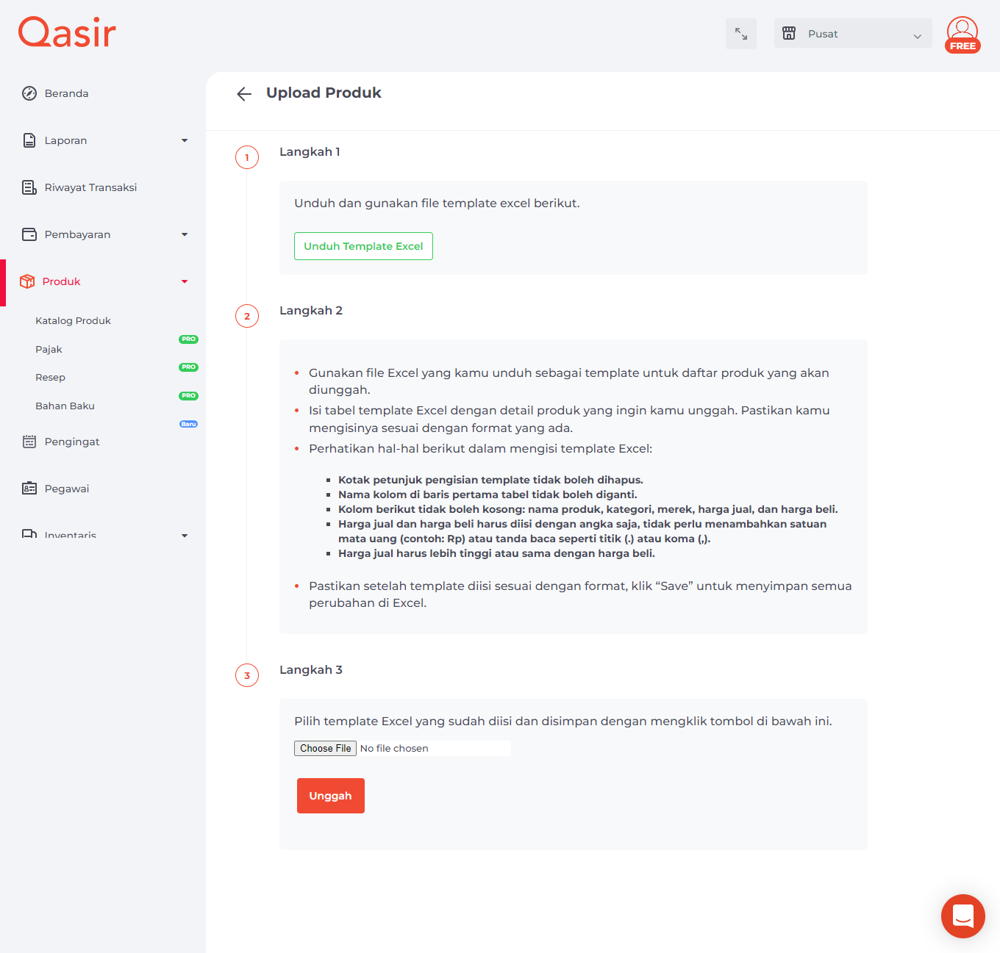 Qasir
Pusat
FREE
Beranda
Laporan
Riwayat Transaksi
Pembayaran
Produk
Katalog Produk
PRO
Pajak
PRO
Resep
PRO
Bahan Baku
Baru
Pengingat
Pegawai
Inventaris
Upload Produk
1
Langkah 1
Unduh dan gunakan file template excel berikut.
Unduh Template Excel
2
Langkah 2
Gunakan file Excel yang kamu unduh sebagai template untuk daftar produk yang akan
diunggah.
Isi tabel template Excel dengan detail produk yang ingin kamu unggah. Pastikan kamu
mengisinya sesuai dengan format yang ada.
Perhatikan hal-hal berikut dalam mengisi template Excel:
Kotak petunjuk pengisian template tidak boleh dihapus.
Nama kolom di baris pertama tabel tidak boleh diganti.
Kolom berikut tidak boleh kosong: nama produk, kategori, merek, harga jual, dan harga beli.
Harga jual dan harga beli harus diisi dengan angka saja, tidak perlu menambahkan satuan
mata uang (contoh: Rp) atau tanda baca seperti titik (.) atau koma (,).
Harga jual harus lebih tinggi atau sama dengan harga beli.
Pastikan setelah template diisi sesuai dengan format, klik “Save” untuk menyimpan semua
perubahan di Excel.
3
Langkah 3
Pilih template Excel yang sudah diisi dan disimpan dengan mengklik tombol di bawah ini.
Choose File No file chosen
Unggah